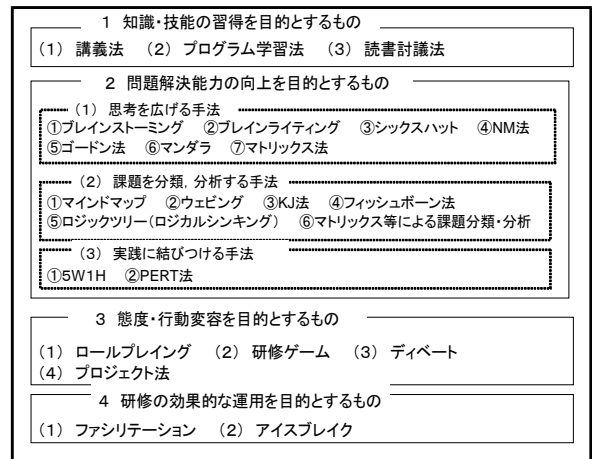 1 知識・技能の習得を目的とするもの
(1) 講義法 (2) プログラム学習法 (3) 読書討議法
2 問題解決能力の向上を目的とするもの
(1) 思考を広げる手法
①ブレインストーミング ②ブレインライティング ③シックスハット ④NM法
⑤ゴードン法 ⑥マンダラ ⑦マトリックス法
(2) 課題を分類，分析する手法
①マインドマップ ②ウェビング ③KJ法 ④フィッシュボーン法
⑤ロジックツリー(ロジカルシンキング) ⑥マトリックス等による課題分類・分析
(3) 実践に結びつける手法
①5W1H ②PERT法
3 態度・行動変容を目的とするもの
(1) ロールプレイング (2) 研修ゲーム (3) ディベート
(4) プロジェクト法
4 研修の効果的な運用を目的とするもの
(1) ファシリテーション (2) アイスブレイク